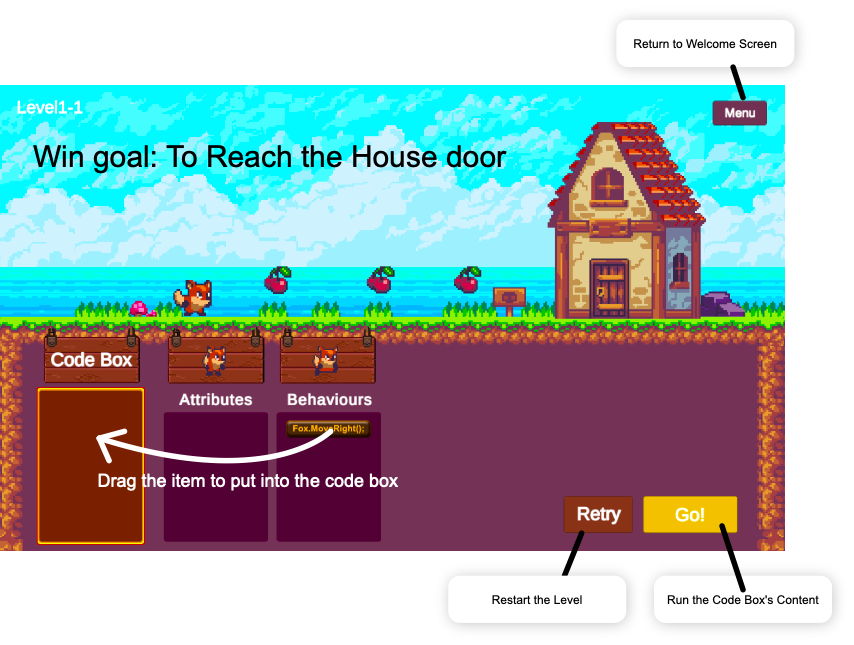 Return to Welcome Screen
Level1-1
Menu
Win goal: To Reach the House door
Code Box
Attributes
Behaviours
Fox.MoveRight();
Drag the item to put into the code box
Retry
Go!
Restart the Level
Run the Code Box's Content